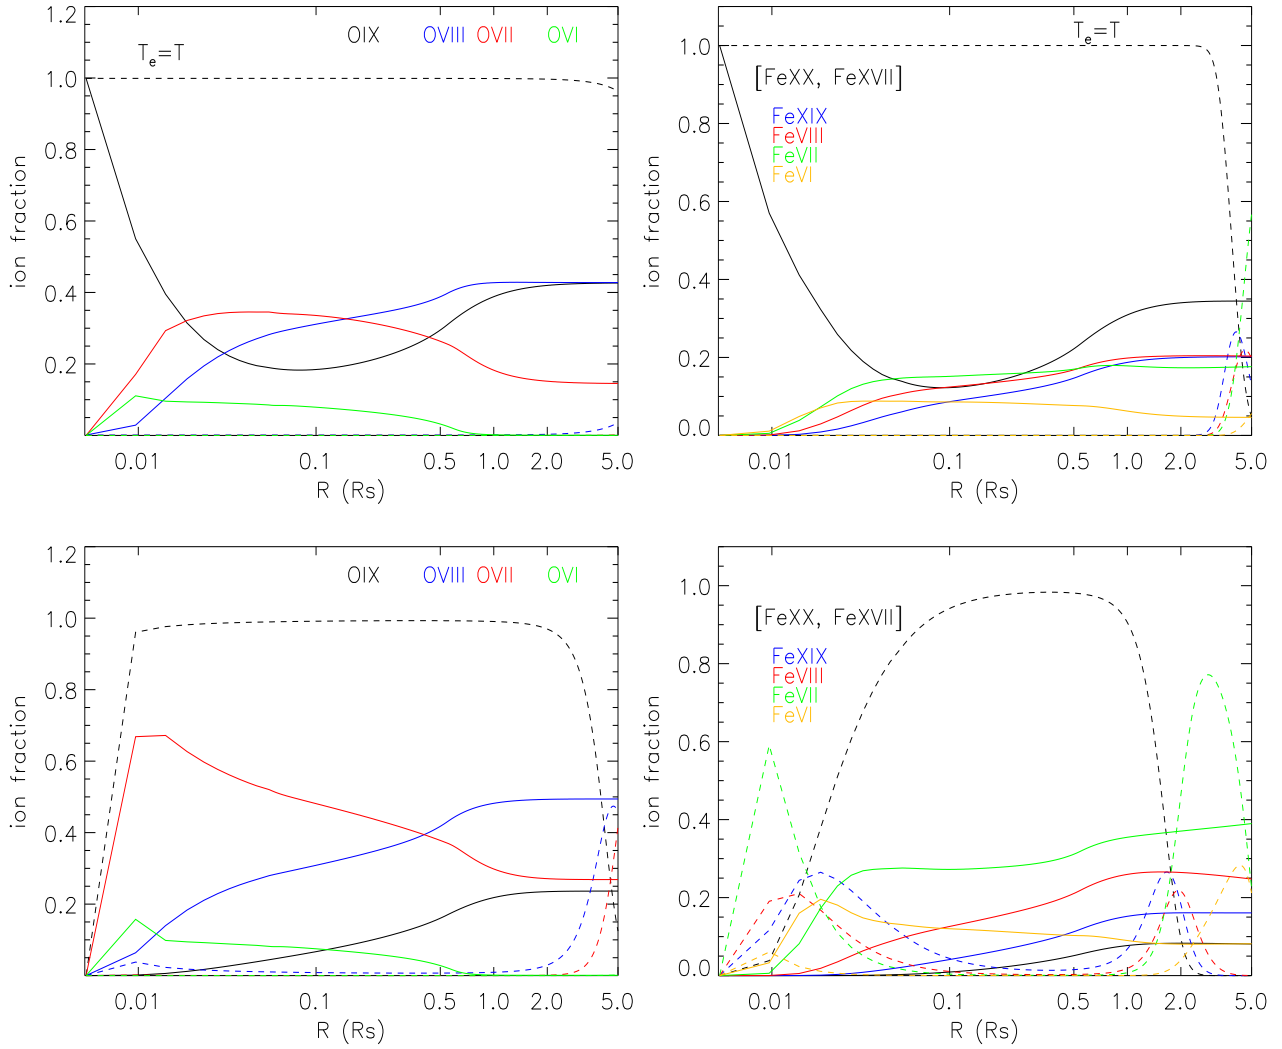 1.2
OIX OVIII OVII OVI
T_e=T
1.0
0.8
0.6
0.4
0.2
ion fraction
0.01 0.1 0.5 1.0 2.0 5.0
R (Rs)
T_e=T
1.0
[FeXX, FeXVII]
FeXIX
FeVIII
FeVII
FeVI
0.8
0.6
0.4
0.2
0.0
ion fraction
0.01 0.1 0.5 1.0 2.0 5.0
R (Rs)
1.2
OIX OVIII OVII OVI
1.0
0.8
0.6
0.4
0.2
ion fraction
0.01 0.1 0.5 1.0 2.0 5.0
R (Rs)
1.0
[FeXX, FeXVII]
FeXIX
FeVIII
FeVII
FeVI
0.8
0.6
0.4
0.2
0.0
ion fraction
0.01 0.1 0.5 1.0 2.0 5.0
R (Rs)